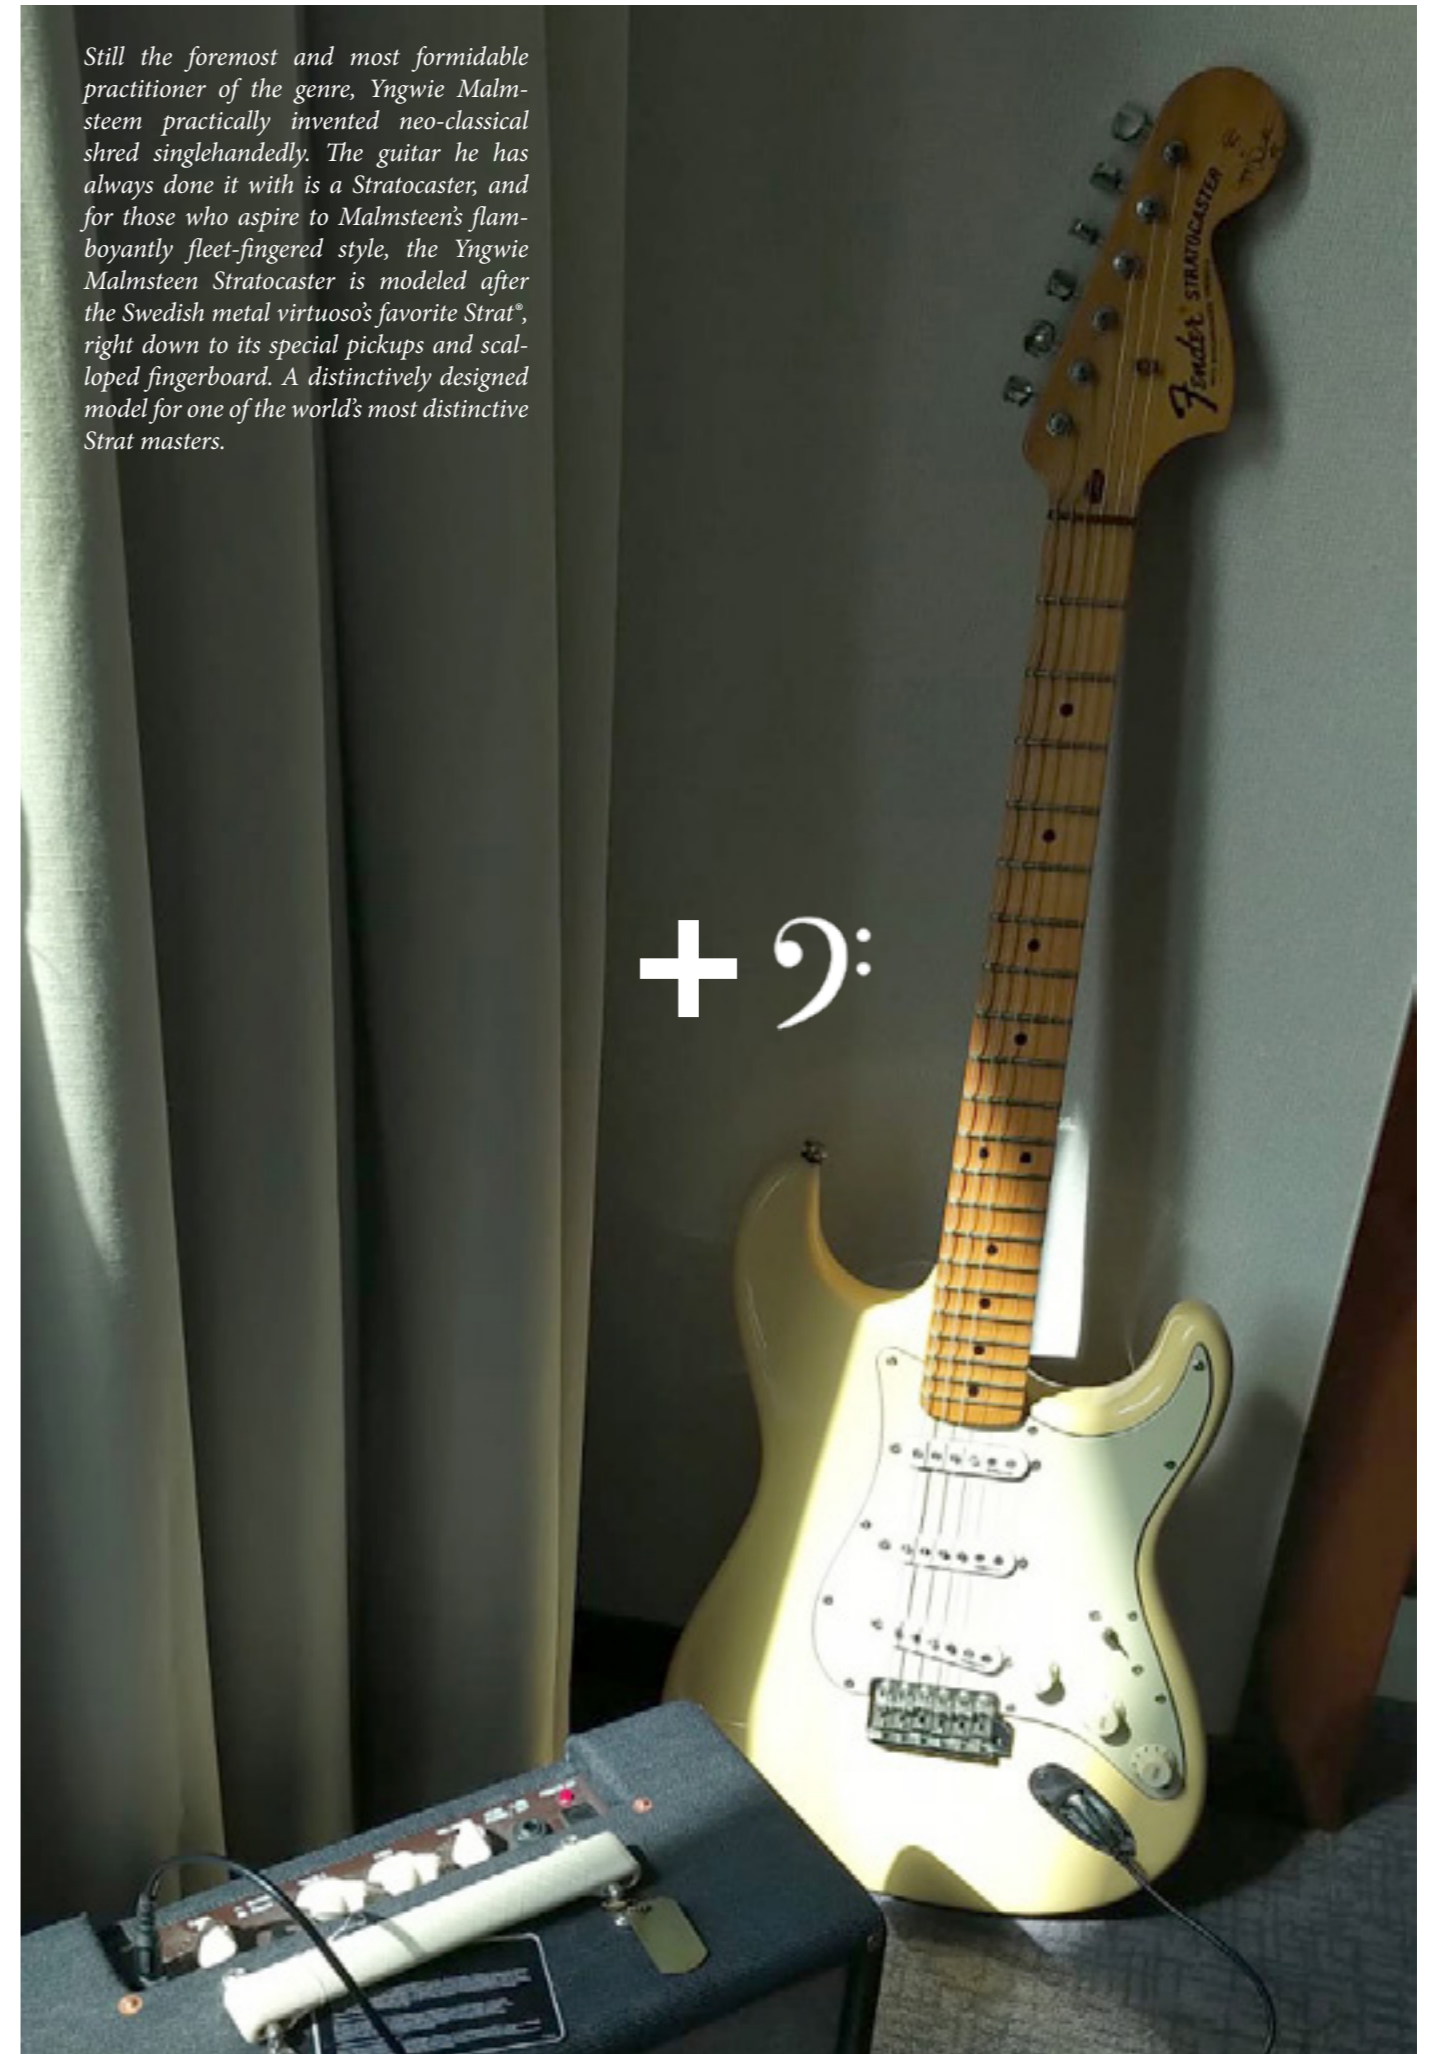 Still the foremost and most formidable
practitioner of the genre, Yngwie Malm-
steem practically invented neo-classical
shred singlehandedly. The guitar he has
always done it with is a Stratocaster, and
for those who aspire to Malmsteen's flam-
boyantly fleet-fingered style, the Yngwie
Malmsteen Stratocaster is modeled after
the Swedish metal virtuoso's favorite Strat®,
right down to its special pickups and scal-
loped fingerboard. A distinctively designed
model for one of the world's most distinctive
Strat masters.
Fender STRATOCASTER
+